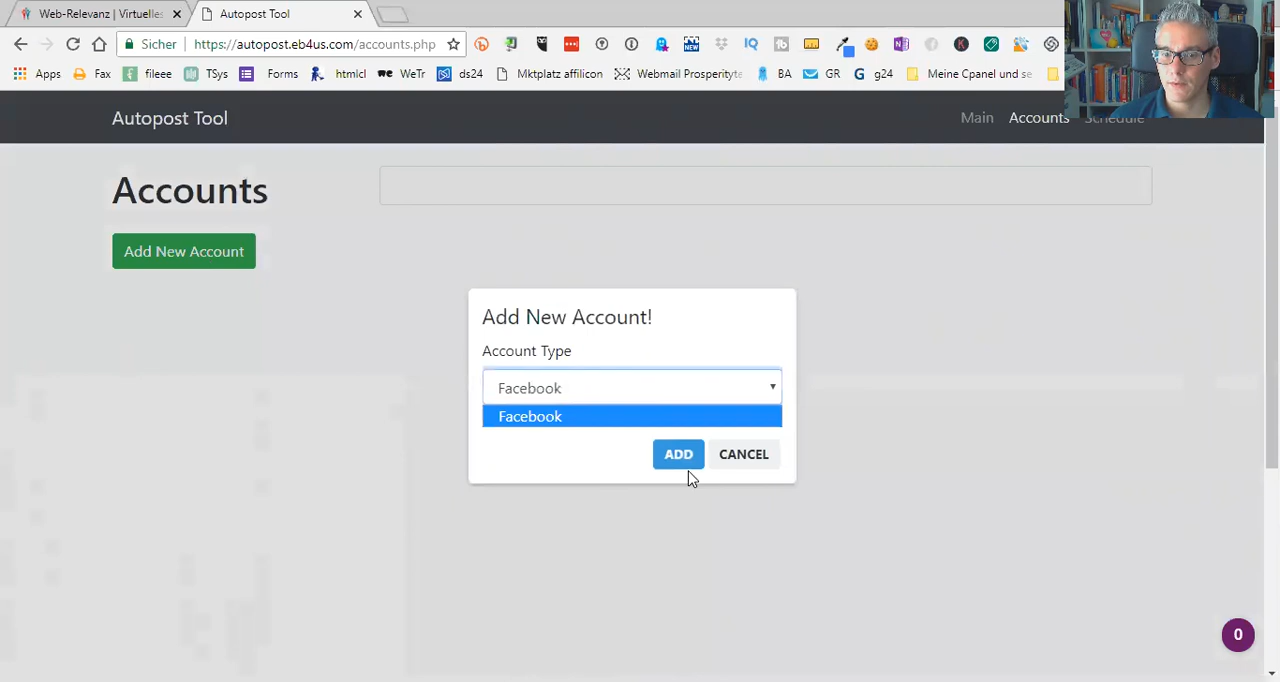 Web-Relevanz | Virtuelles
Autopost Tool
Sicher
https://autopost.eb4us.com/accounts.php
Apps
Fax
fileee
TSys
Forms
htmlcl
WeTr
ds24
Mktplatz affilicon
Webmail Prosperityte
BA
GR
g24
Meine Cpanel und se
Autopost Tool
Main
Accounts
Schedule
Accounts
Add New Account
Add New Account!
Account Type
Facebook
Facebook
ADD
CANCEL
0